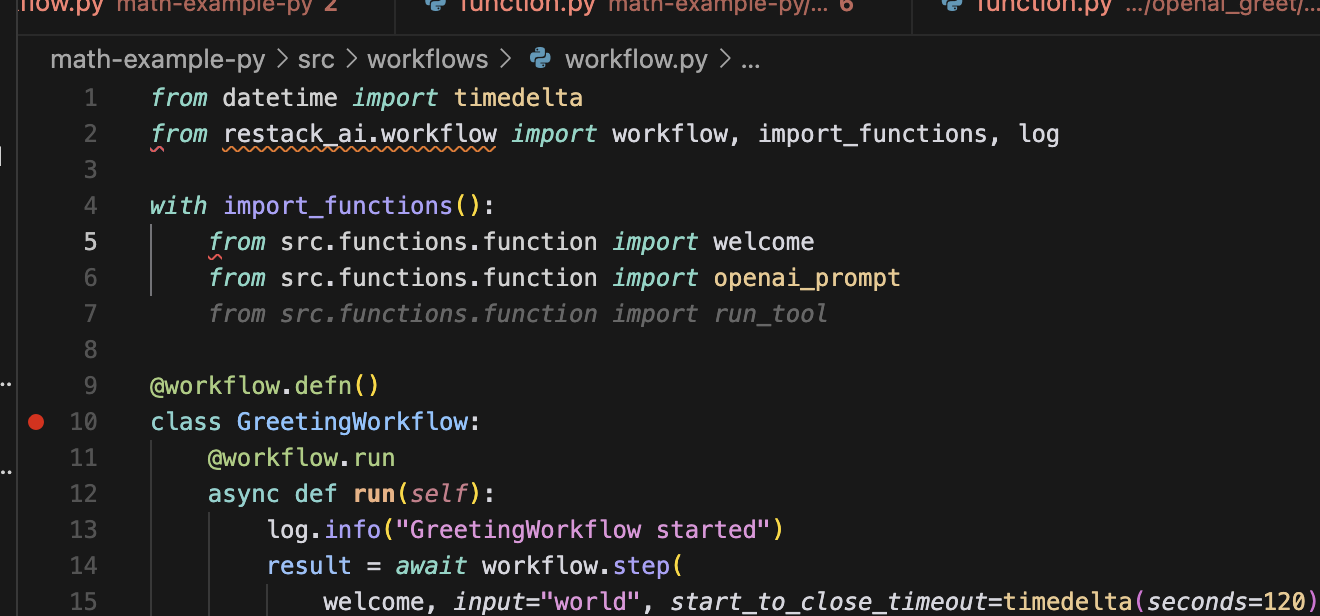 flow.py math-example-py 2 function.py math-example-py/... 6 function.py .../openai_greet/...
math-example-py > src > workflows > workflow.py > ...
1 from datetime import timedelta
2 from restack_ai.workflow import workflow, import_functions, log
3
4 with import_functions():
5 from src.functions.function import welcome
6 from src.functions.function import openai_prompt
7 from src.functions.function import run_tool
8
9 @workflow.defn()
10 class GreetingWorkflow:
11 @workflow.run
12 async def run(self):
13 log.info("GreetingWorkflow started")
14 result = await workflow.step(
15 welcome, input="world", start_to_close_timeout=timedelta(seconds=120)